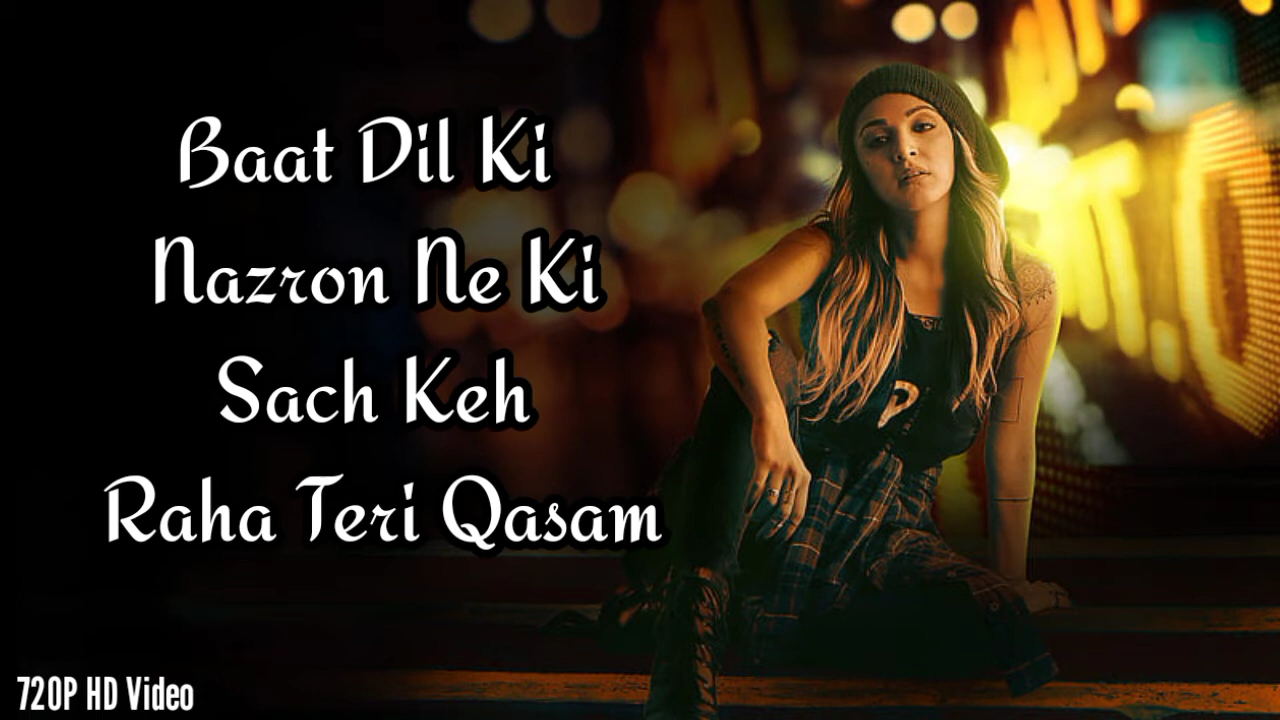 Baat Dil Ki
Nazron Ne Ki
Sach Keh
Raha Teri Qasam
720P HD Video